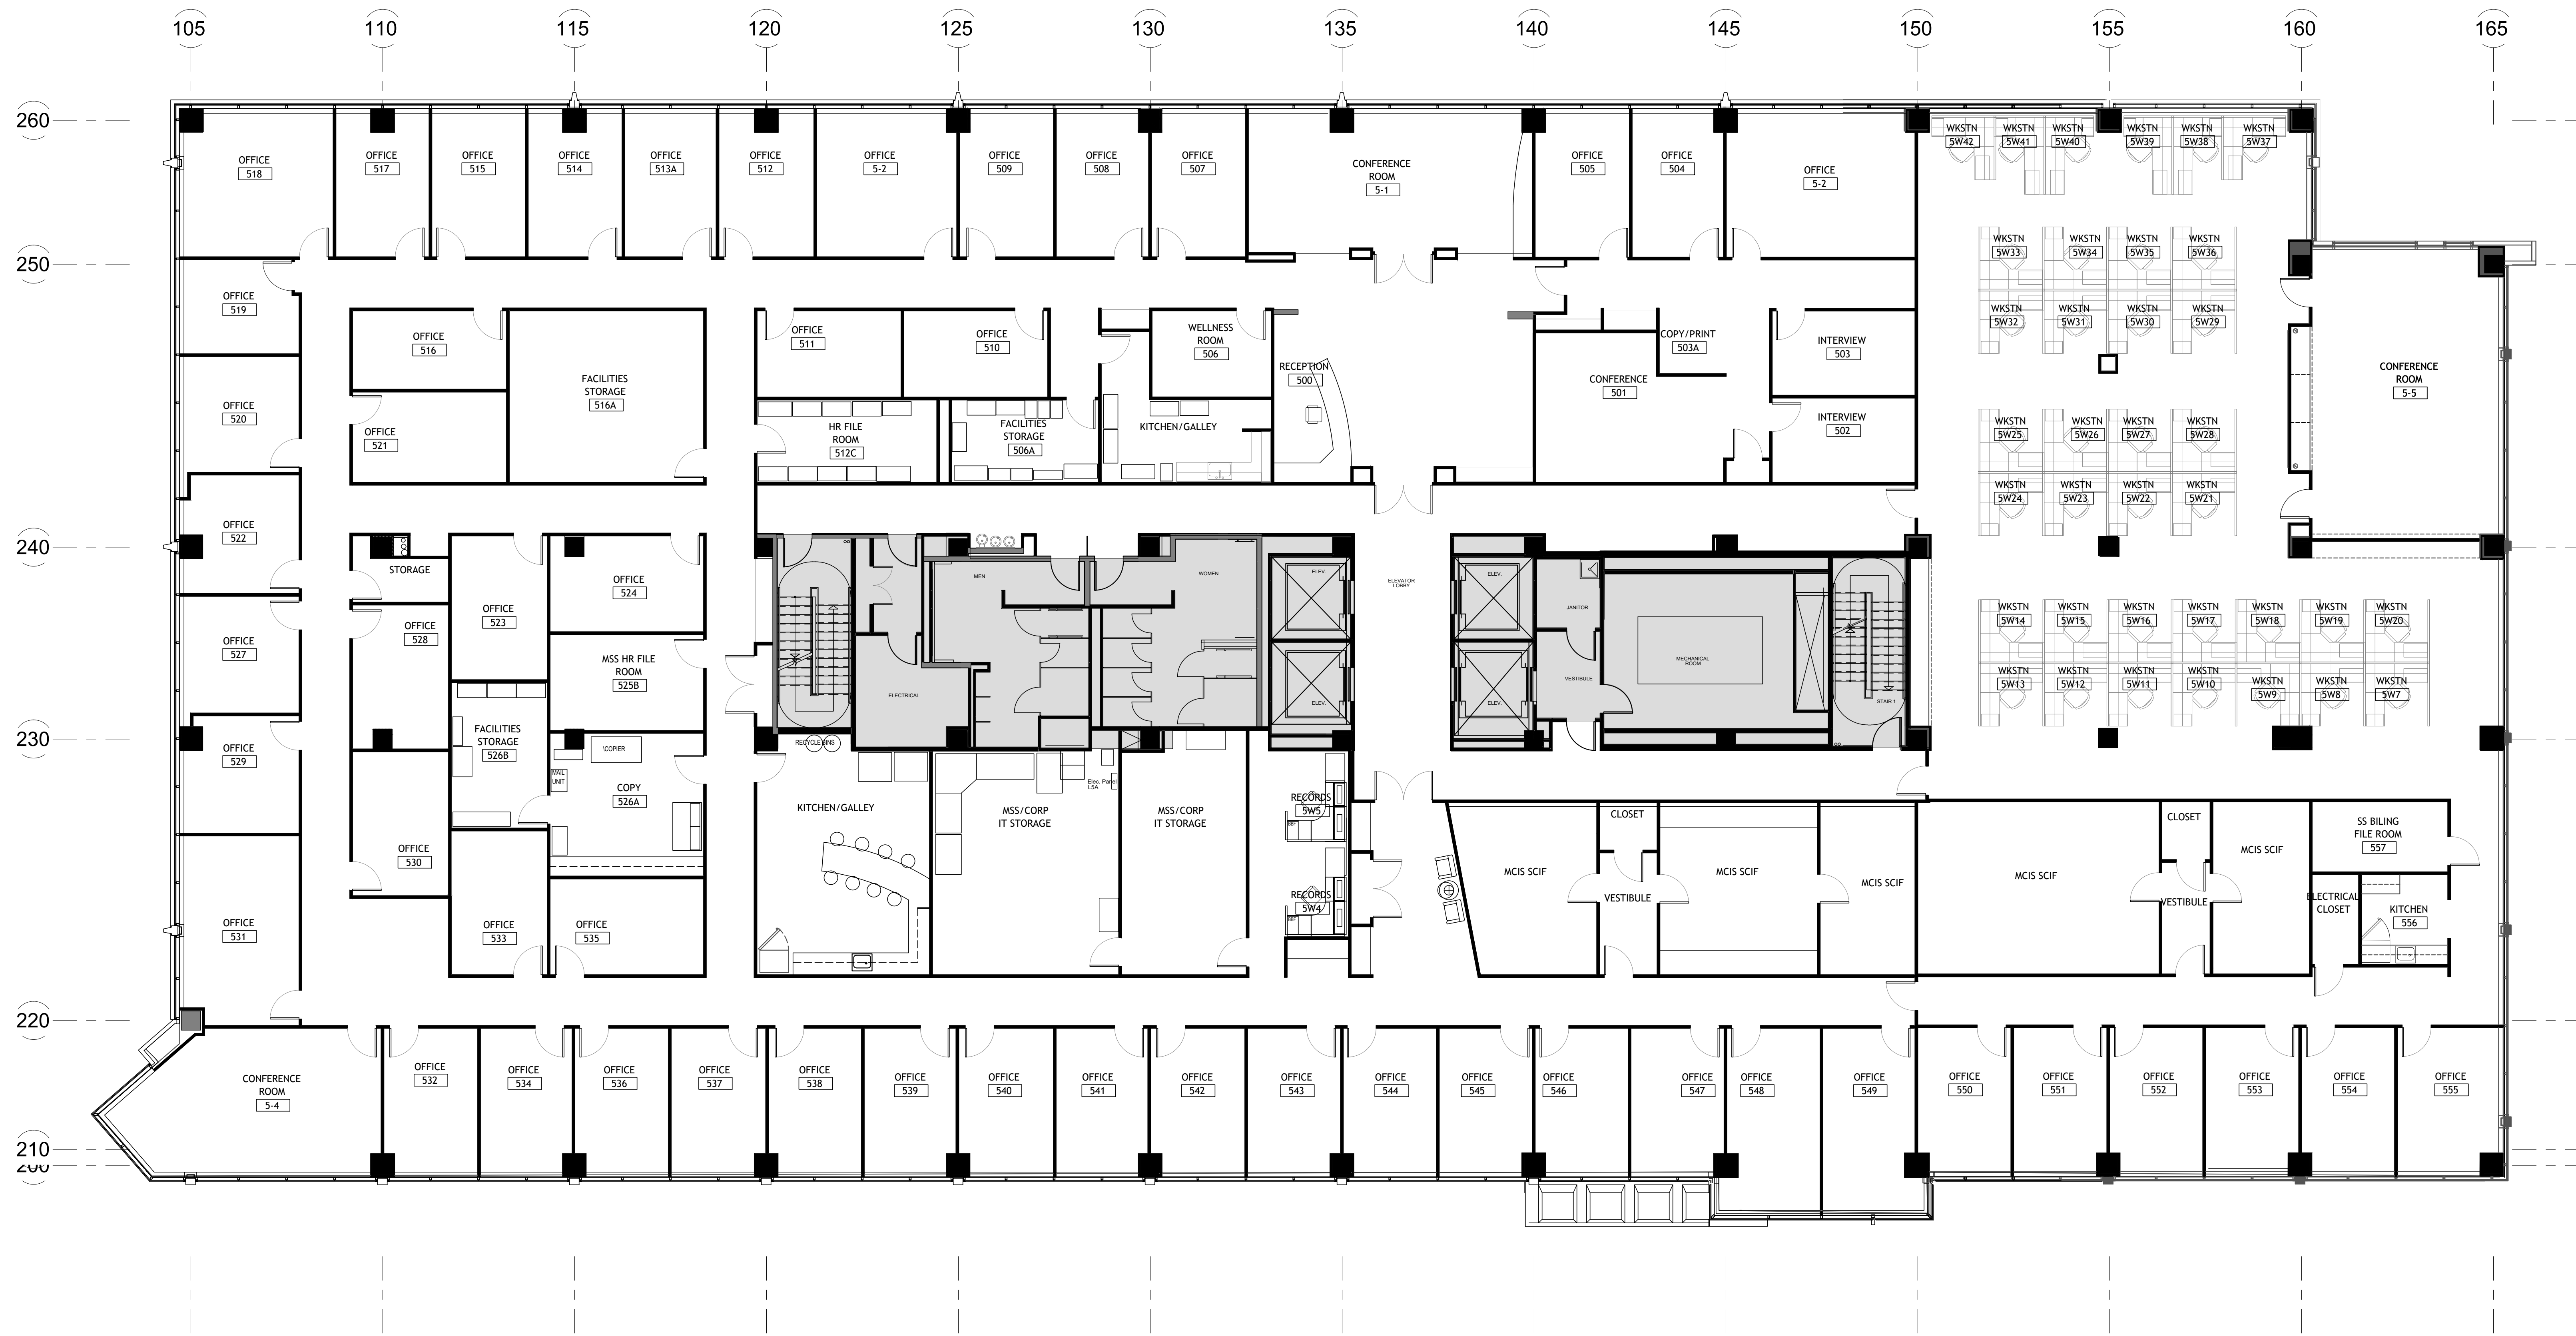 105 110 115 120 125 130 135 140 145 150 155 160 165
260
250
240
230
220
210
200
OFFICE
518
OFFICE
517
OFFICE
515
OFFICE
514
OFFICE
513A
OFFICE
512
OFFICE
5-2
OFFICE
509
OFFICE
508
OFFICE
507
CONFERENCE
ROOM
5-1
OFFICE
505
OFFICE
504
OFFICE
5-2
WKSTN
5W42
WKSTN
5W41
WKSTN
5W40
WKSTN
5W39
WKSTN
5W38
WKSTN
5W37
WKSTN
5W33
WKSTN
5W34
WKSTN
5W35
WKSTN
5W36
WKSTN
5W32
WKSTN
5W31
WKSTN
5W30
WKSTN
5W29
OFFICE
519
OFFICE
516
FACILITIES
STORAGE
516A
OFFICE
511
OFFICE
510
WELLNESS
ROOM
506
RECEPTION
500
COPY/PRINT
503A
INTERVIEW
503
CONFERENCE
501
INTERVIEW
502
CONFERENCE
ROOM
5-5
OFFICE
520
OFFICE
521
HR FILE
ROOM
512C
FACILITIES
STORAGE
506A
KITCHEN/GALLEY
WKSTN
5W25
WKSTN
5W26
WKSTN
5W27
WKSTN
5W28
WKSTN
5W24
WKSTN
5W23
WKSTN
5W22
WKSTN
5W21
OFFICE
522
STORAGE
OFFICE
523
OFFICE
524
MEN
WOMEN
ELEV.
ELEVATOR
LOBBY
ELEV.
JANITOR
MECHANICAL
ROOM
VESTIBULE
STAIR 1
ELEV.
ELEV.
ELECTRICAL
WKSTN
5W14
WKSTN
5W15
WKSTN
5W16
WKSTN
5W17
WKSTN
5W18
WKSTN
5W19
WKSTN
5W20
WKSTN
5W13
WKSTN
5W12
WKSTN
5W11
WKSTN
5W10
WKSTN
5W9
WKSTN
5W8
WKSTN
5W7
OFFICE
527
OFFICE
528
MSS HR FILE
ROOM
525B
OFFICE
529
FACILITIES
STORAGE
526B
COPIER
MAIL
UNIT
COPY
526A
RECYCLE BINS
KITCHEN/GALLEY
Elec. Panel
L5A
MSS/CORP
IT STORAGE
MSS/CORP
IT STORAGE
RECORDS
5W5
RECORDS
5W4
MCIS SCIF
CLOSET
VESTIBULE
MCIS SCIF
MCIS SCIF
MCIS SCIF
CLOSET
VESTIBULE
MCIS SCIF
SS BILING
FILE ROOM
557
ELECTRICAL
CLOSET
KITCHEN
556
OFFICE
530
OFFICE
531
OFFICE
533
OFFICE
535
CONFERENCE
ROOM
5-4
OFFICE
532
OFFICE
534
OFFICE
536
OFFICE
537
OFFICE
538
OFFICE
539
OFFICE
540
OFFICE
541
OFFICE
542
OFFICE
543
OFFICE
544
OFFICE
545
OFFICE
546
OFFICE
547
OFFICE
548
OFFICE
549
OFFICE
550
OFFICE
551
OFFICE
552
OFFICE
553
OFFICE
554
OFFICE
555